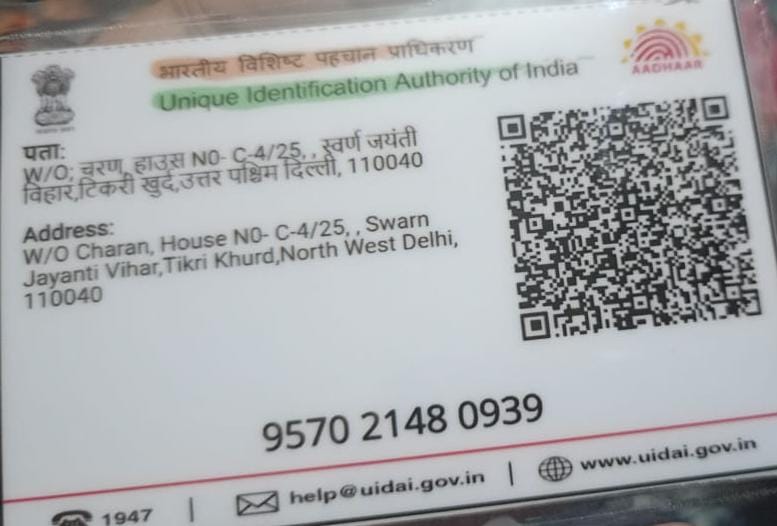 भारतीय विशिष्ट पहचान प्राधिकरण
Unique Identification Authority of India
AADHAAR
पता:
W/O: चरण, हाउस N0- C-4/25, , स्वर्ण जयंती
विहार,टिकरी खुर्द,उत्तर पश्चिम दिल्ली, 110040
Address:
W/O Charan, House N0- C-4/25, , Swarn
Jayanti Vihar,Tikri Khurd,North West Delhi,
110040
9570 2148 0939
1947 | help@uidai.gov.in | www.uidai.gov.in